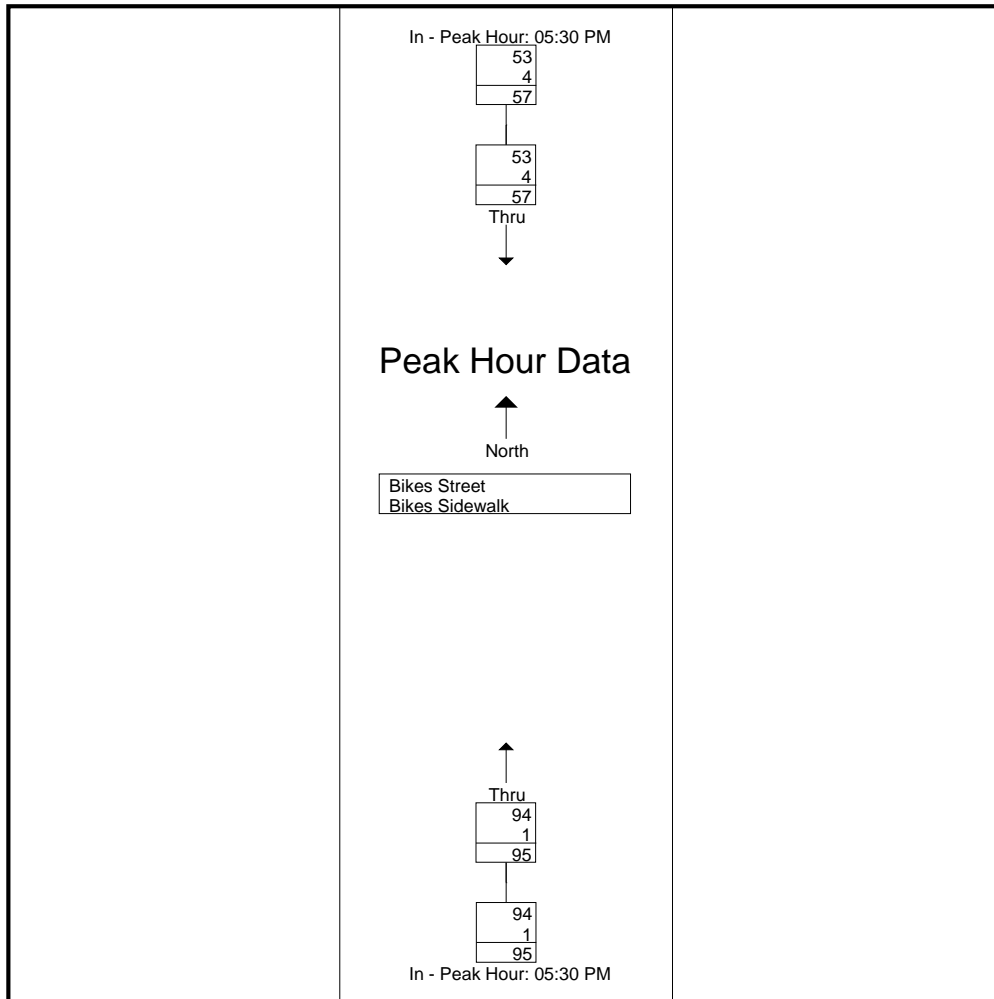 In - Peak Hour: 05:30 PM
53
4
57
53
4
57
Thru
Peak Hour Data
North
Bikes Street
Bikes Sidewalk
Thru
94
1
95
94
1
95
In - Peak Hour: 05:30 PM